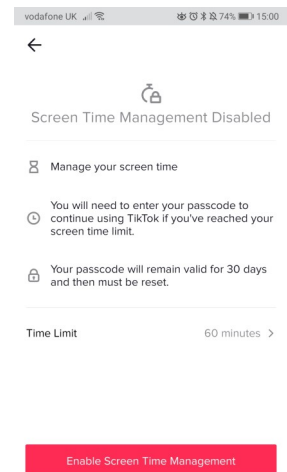 vodafone UK 74% 15:00
Screen Time Management Disabled
Manage your screen time
You will need to enter your passcode to
continue using TikTok if you've reached your
screen time limit.
Your passcode will remain valid for 30 days
and then must be reset.
Time Limit 60 minutes >
Enable Screen Time Management